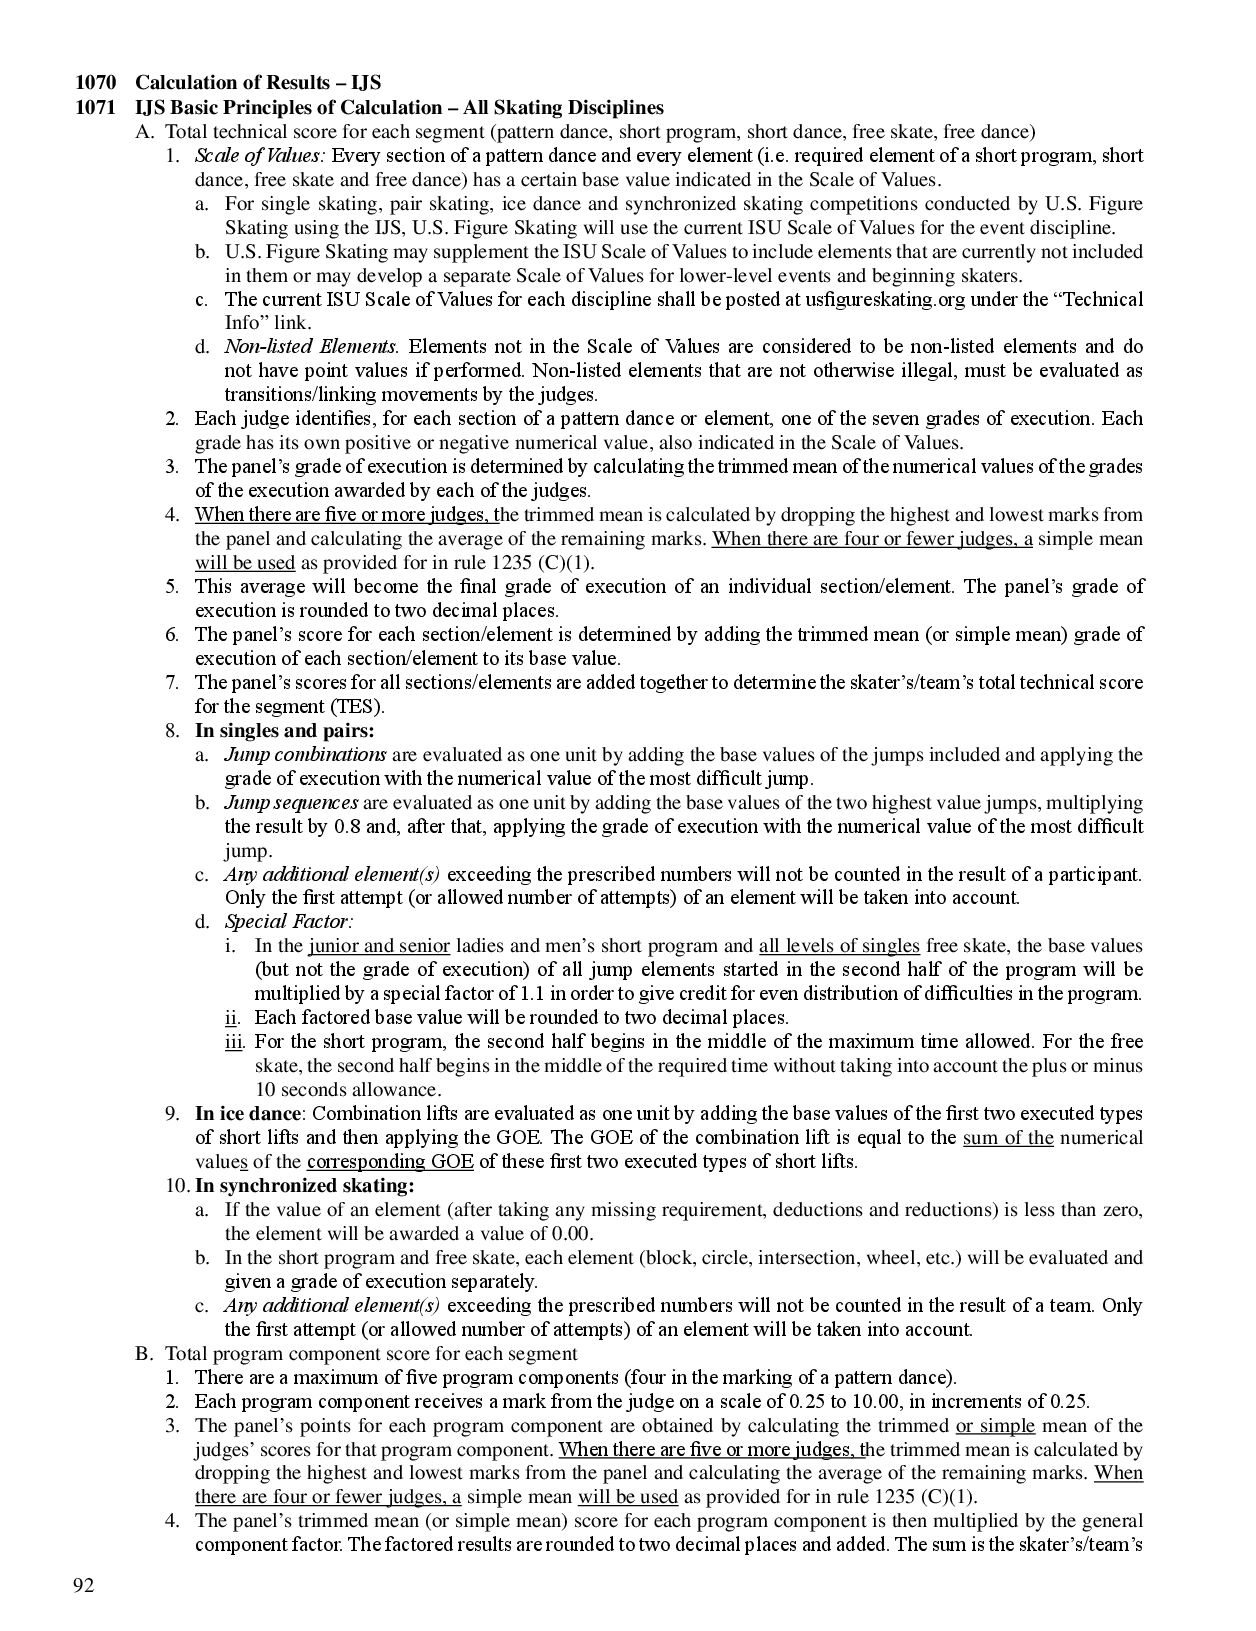 1070 Calculation of Results – IJS
1071 IJS Basic Principles of Calculation – All Skating Disciplines
A. Total technical score for each segment (pattern dance, short program, short dance, free skate, free dance)
1. Scale of Values: Every section of a pattern dance and every element (i.e. required element of a short program, short
dance, free skate and free dance) has a certain base value indicated in the Scale of Values.
a. For single skating, pair skating, ice dance and synchronized skating competitions conducted by U.S. Figure
Skating using the IJS, U.S. Figure Skating will use the current ISU Scale of Values for the event discipline.
b. U.S. Figure Skating may supplement the ISU Scale of Values to include elements that are currently not included
in them or may develop a separate Scale of Values for lower-level events and beginning skaters.
c. The current ISU Scale of Values for each discipline shall be posted at usfigureskating.org under the “Technical
Info” link.
d. Non-listed Elements. Elements not in the Scale of Values are considered to be non-listed elements and do
not have point values if performed. Non-listed elements that are not otherwise illegal, must be evaluated as
transitions/linking movements by the judges.
2. Each judge identifies, for each section of a pattern dance or element, one of the seven grades of execution. Each
grade has its own positive or negative numerical value, also indicated in the Scale of Values.
3. The panel’s grade of execution is determined by calculating the trimmed mean of the numerical values of the grades
of the execution awarded by each of the judges.
4. When there are five or more judges, the trimmed mean is calculated by dropping the highest and lowest marks from
the panel and calculating the average of the remaining marks. When there are four or fewer judges, a simple mean
will be used as provided for in rule 1235 (C)(1).
5. This average will become the final grade of execution of an individual section/element. The panel’s grade of
execution is rounded to two decimal places.
6. The panel’s score for each section/element is determined by adding the trimmed mean (or simple mean) grade of
execution of each section/element to its base value.
7. The panel’s scores for all sections/elements are added together to determine the skater’s/team’s total technical score
for the segment (TES).
8. In singles and pairs:
a. Jump combinations are evaluated as one unit by adding the base values of the jumps included and applying the
grade of execution with the numerical value of the most difficult jump.
b. Jump sequences are evaluated as one unit by adding the base values of the two highest value jumps, multiplying
the result by 0.8 and, after that, applying the grade of execution with the numerical value of the most difficult
jump.
c. Any additional element(s) exceeding the prescribed numbers will not be counted in the result of a participant.
Only the first attempt (or allowed number of attempts) of an element will be taken into account.
d. Special Factor:
i. In the junior and senior ladies and men’s short program and all levels of singles free skate, the base values
(but not the grade of execution) of all jump elements started in the second half of the program will be
multiplied by a special factor of 1.1 in order to give credit for even distribution of difficulties in the program.
ii. Each factored base value will be rounded to two decimal places.
iii. For the short program, the second half begins in the middle of the maximum time allowed. For the free
skate, the second half begins in the middle of the required time without taking into account the plus or minus
10 seconds allowance.
9. In ice dance: Combination lifts are evaluated as one unit by adding the base values of the first two executed types
of short lifts and then applying the GOE. The GOE of the combination lift is equal to the sum of the numerical
values of the corresponding GOE of these first two executed types of short lifts.
10. In synchronized skating:
a. If the value of an element (after taking any missing requirement, deductions and reductions) is less than zero,
the element will be awarded a value of 0.00.
b. In the short program and free skate, each element (block, circle, intersection, wheel, etc.) will be evaluated and
given a grade of execution separately.
c. Any additional element(s) exceeding the prescribed numbers will not be counted in the result of a team. Only
the first attempt (or allowed number of attempts) of an element will be taken into account.
B. Total program component score for each segment
1. There are a maximum of five program components (four in the marking of a pattern dance).
2. Each program component receives a mark from the judge on a scale of 0.25 to 10.00, in increments of 0.25.
3. The panel’s points for each program component are obtained by calculating the trimmed or simple mean of the
judges’ scores for that program component. When there are five or more judges, the trimmed mean is calculated by
dropping the highest and lowest marks from the panel and calculating the average of the remaining marks. When
there are four or fewer judges, a simple mean will be used as provided for in rule 1235 (C)(1).
4. The panel’s trimmed mean (or simple mean) score for each program component is then multiplied by the general
component factor. The factored results are rounded to two decimal places and added. The sum is the skater’s/team’s
92